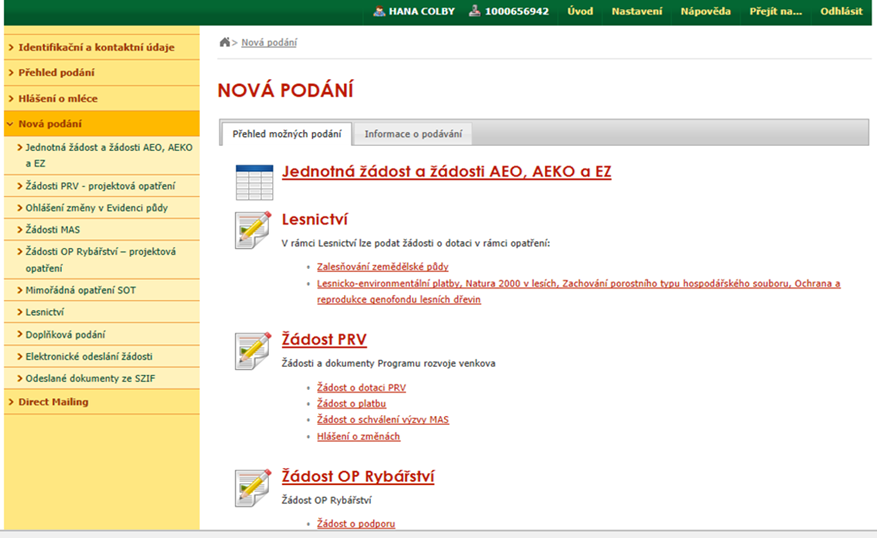 HANA COLBY 1000656942 Úvod Nastavení Nápověda Přejít na... Odhlásit
Identifikační a kontaktní údaje
Přehled podání
Hlášení o mléce
Nová podání
Jednotná žádost a žádosti AEO, AEKO
a EZ
Žádosti PRV - projektová opatření
Ohlášení změny v Evidenci půdy
Žádosti MAS
Žádosti OP Rybářství – projektová
opatření
Mimořádná opatření SOT
Lesnictví
Doplňková podání
Elektronické odeslání žádosti
Odeslané dokumenty ze SZIF
Direct Mailing
> Nová podání
NOVÁ PODÁNÍ
Přehled možných podání Informace o podávání
Jednotná žádost a žádosti AEO, AEKO a EZ
Lesnictví
V rámci Lesnictví lze podat žádosti o dotaci v rámci opatření:
Zalesňování zemědělské půdy
Lesnicko-environmentální platby, Natura 2000 v lesích, Zachování porostního typu hospodářského souboru, Ochrana a
reprodukce genofondu lesních dřevin
Žádost PRV
Žádosti a dokumenty Programu rozvoje venkova
Žádost o dotaci PRV
Žádost o platbu
Žádost o schválení výzvy MAS
Hlášení o změnách
Žádost OP Rybářství
Žádost OP Rybářství
Žádost o podporu